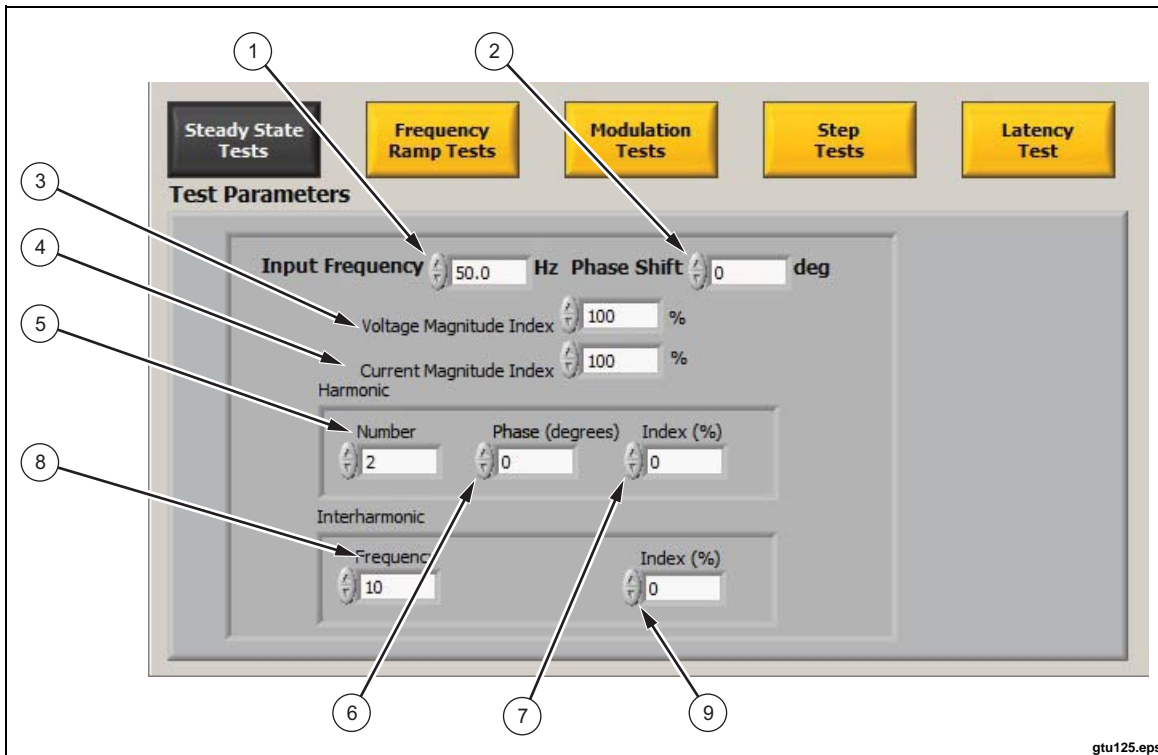 1
2
Steady State
Tests
Frequency
Ramp Tests
Modulation
Tests
Step
Tests
Latency
Test
3
Test Parameters
4
Input Frequency 50.0 Hz Phase Shift 0 deg
5
Voltage Magnitude Index 100 %
Current Magnitude Index 100 %
Harmonic
Number Phase (degrees) Index (%)
2 0 0
8
Interharmonic
Frequency Index (%)
10 0
6
7
9
gtu125.eps